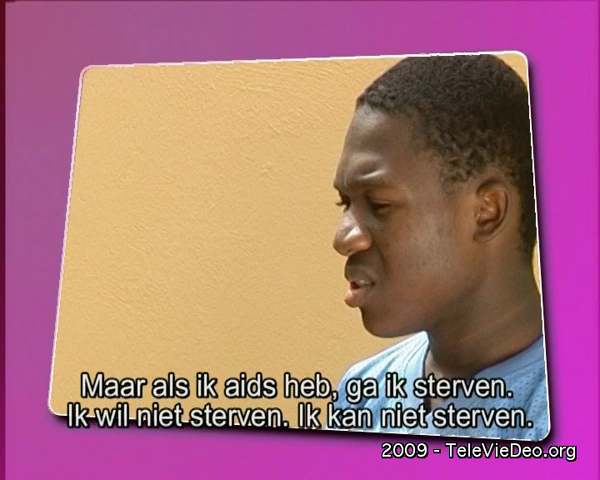 Maar als ik aids heb, ga ik sterven.
Ik wil niet sterven. Ik kan niet sterven.
2009 - TeleVieDeo.org